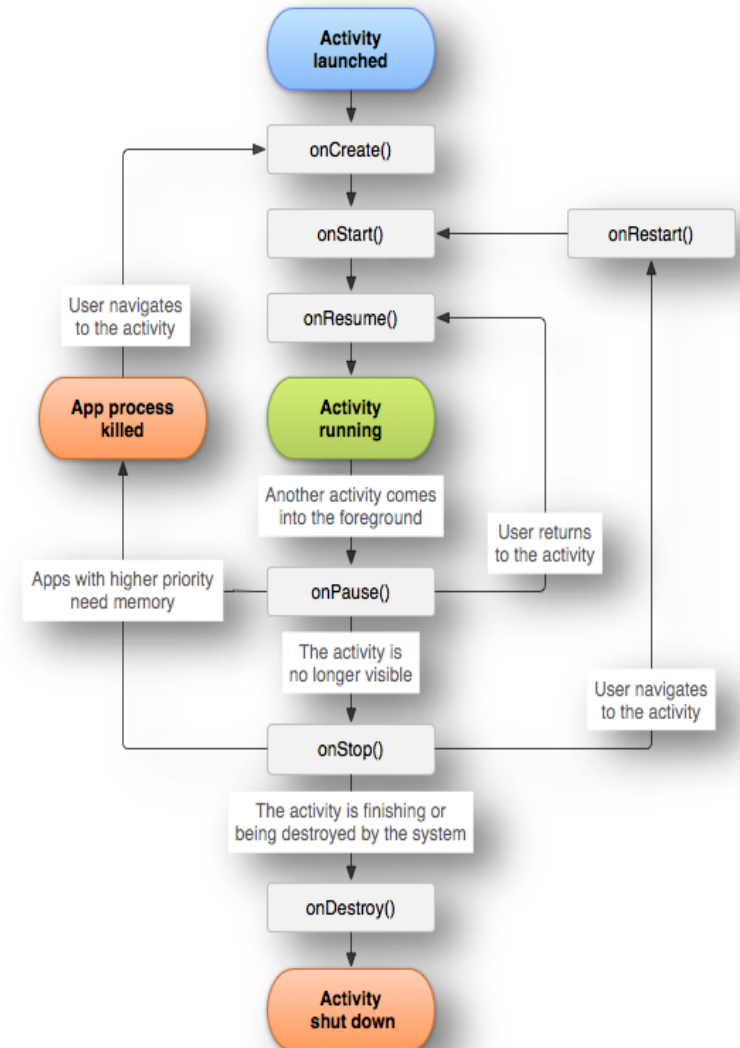 Activity
launched
onCreate()
onStart()
onRestart()
User navigates
to the activity
onResume()
App process
killed
Activity
running
Another activity comes
into the foreground
User returns
to the activity
Apps with higher priority
need memory
onPause()
The activity is
no longer visible
User navigates
to the activity
onStop()
The activity is finishing or
being destroyed by the system
onDestroy()
Activity
shut down